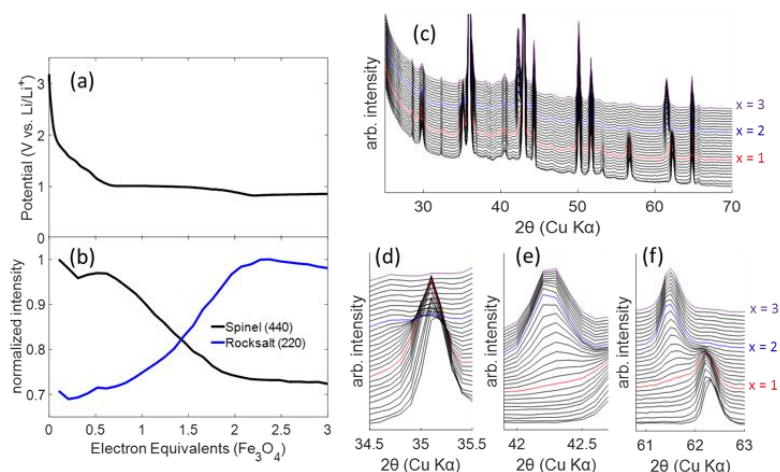 (a)
Potential (V vs. Li/Li⁺)
3
2
1
0
(b)
normalized intensity
1
0.9
0.8
0.7
Spinel (440)
Rocksalt (220)
0 0.5 1 1.5 2 2.5 3
Electron Equivalents (Fe₃O₄)
(c)
arb. intensity
x = 3
x = 2
x = 1
30 40 50 60 70
2θ (Cu Kα)
(d)
arb. intensity
34.5 35 35.5
2θ (Cu Kα)
(e)
arb. intensity
42 42.5
2θ (Cu Kα)
(f)
arb. intensity
x = 3
x = 2
x = 1
61 62 63
2θ (Cu Kα)